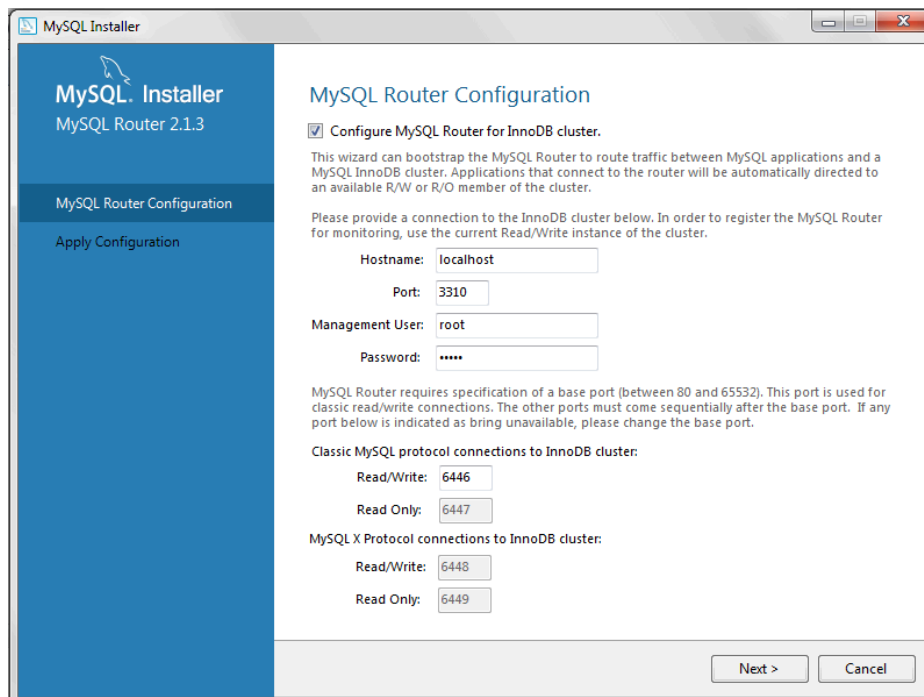 MySQL Installer
MySQL. Installer
MySQL Router 2.1.3
MySQL Router Configuration
Apply Configuration
MySQL Router Configuration
Configure MySQL Router for InnoDB cluster.
This wizard can bootstrap the MySQL Router to route traffic between MySQL applications and a
MySQL InnoDB cluster. Applications that connect to the router will be automatically directed to
an available R/W or R/O member of the cluster.
Please provide a connection to the InnoDB cluster below. In order to register the MySQL Router
for monitoring, use the current Read/Write instance of the cluster.
Hostname: localhost
Port: 3310
Management User: root
Password: •••••
MySQL Router requires specification of a base port (between 80 and 65532). This port is used for
classic read/write connections. The other ports must come sequentially after the base port. If any
port below is indicated as bring unavailable, please change the base port.
Classic MySQL protocol connections to InnoDB cluster:
Read/Write: 6446
Read Only: 6447
MySQL X Protocol connections to InnoDB cluster:
Read/Write: 6448
Read Only: 6449
Next >
Cancel